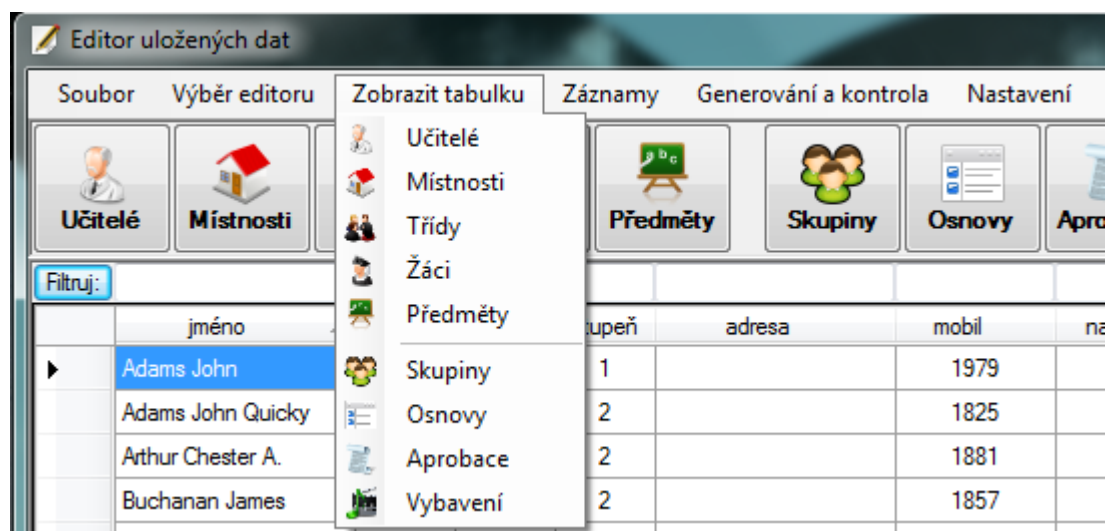 Editor uložených dat
Soubor Výběr editoru Zobrazit tabulku Záznamy Generování a kontrola Nastavení
Učitelé
Místnosti
Třídy
Žáci
Předměty
Skupiny
Osnovy
Aprobace
Vybavení
Učitelé Místnosti Předměty Skupiny Osnovy
Filtruj:
jméno adresa mobil
Adams John 1 1979
Adams John Quicky 2 1825
Arthur Chester A. 2 1881
Buchanan James 2 1857